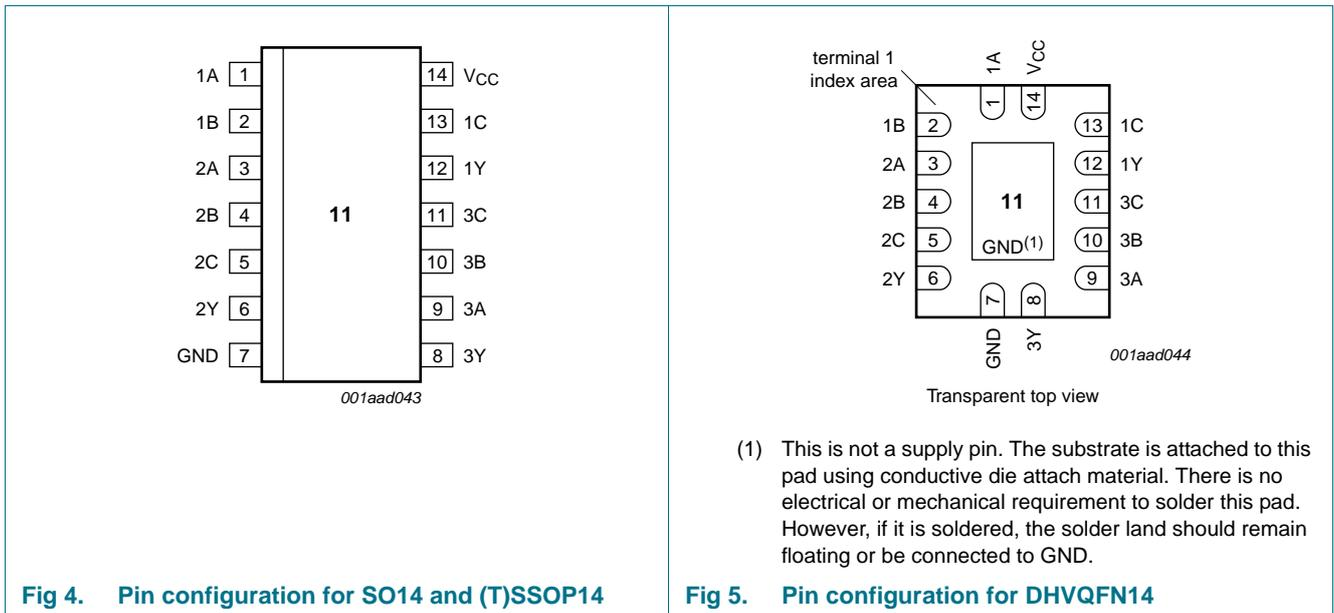 1A 1 14 VCC
1B 2 13 1C
2A 3 12 1Y
2B 4 11 11 3C
2C 5 10 3B
2Y 6 9 3A
GND 7 8 3Y
001aad043
Fig 4. Pin configuration for SO14 and (T)SSOP14
terminal 1
index area
1A VCC
1 14
1B 2 13 1C
2A 3 12 1Y
2B 4 11 11 3C
2C 5 10 3B
GND(1)
2Y 6 9 3A
7 8
GND 3Y
001aad044
Transparent top view
(1) This is not a supply pin. The substrate is attached to this
pad using conductive die attach material. There is no
electrical or mechanical requirement to solder this pad.
However, if it is soldered, the solder land should remain
floating or be connected to GND.
Fig 5. Pin configuration for DHVQFN14